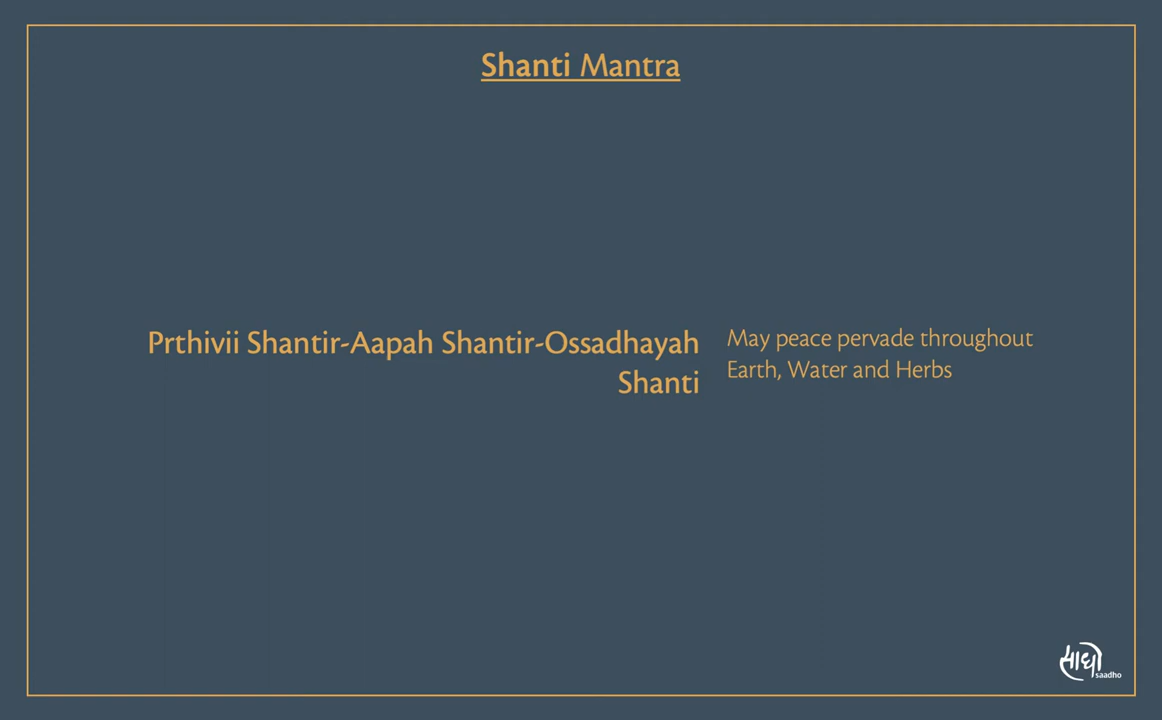 Shanti Mantra
Prthivii Shantir-Aapah Shantir-Ossadhayah
Shanti
May peace pervade throughout
Earth, Water and Herbs
साधो
saadho